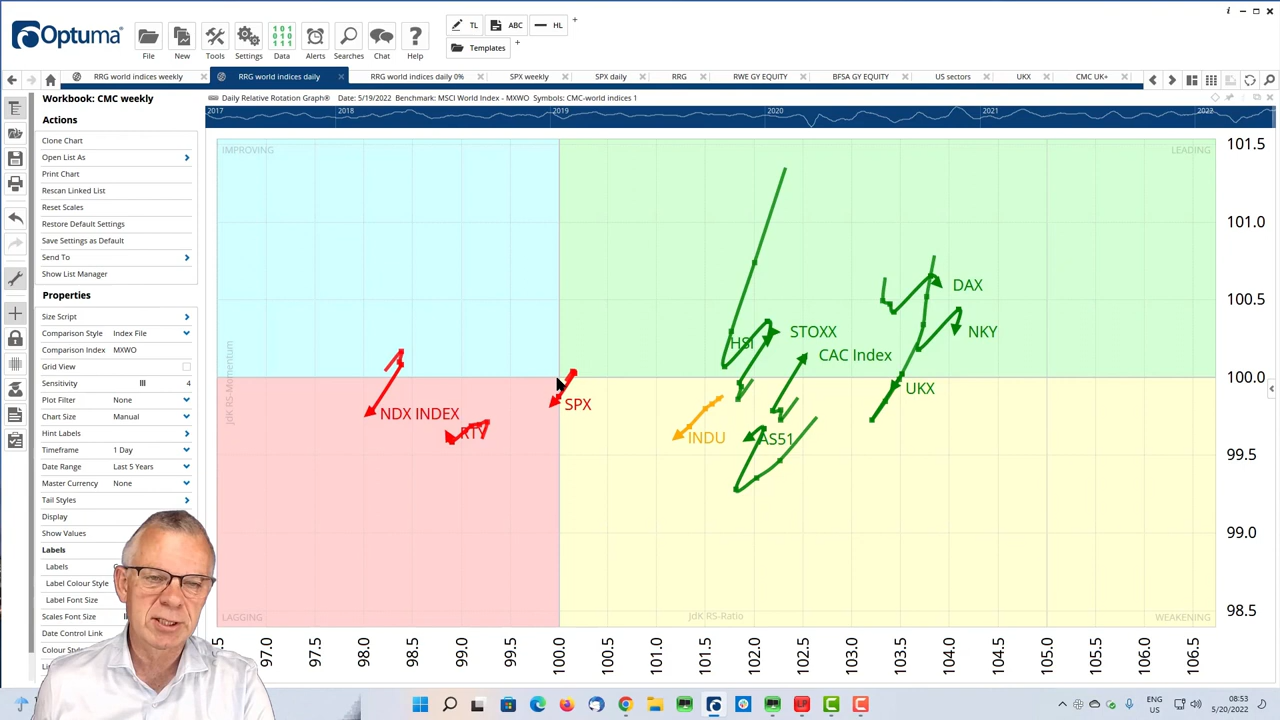 Optuma
File
New
Tools
Settings
Data
Alerts
Searches
Chat
Help
TL
ABC
HL
Templates
RRG world indices weekly
RRG world indices daily
RRG world indices daily 0%
SPX weekly
SPX daily
RRG
RWE GY EQUITY
BFSA GY EQUITY
US sectors
UKX
CMC UK+
Workbook: CMC weekly
Daily Relative Rotation Graph® Date: 5/19/2022 Benchmark: MSCI World Index - MXWO Symbols: CMC-world indices 1
2017
2018
2019
2020
2021
2022
Actions
Clone Chart
Open List As
Print Chart
Rescan Linked List
Reset Scales
Restore Default Settings
Save Settings as Default
Send To
Show List Manager
Properties
Size Script
Comparison Style Index File
Comparison Index MXWO
Grid View
Sensitivity 4
Plot Filter None
Chart Size Manual
Hint Labels
Timeframe 1 Day
Date Range Last 5 Years
Master Currency None
Tail Styles
Display
Show Values
Labels
Labels
Label Colour Style
Label Font Size
Scales Font Size
Date Control Link
IMPROVING
LEADING
LAGGING
WEAKENING
JdK RS-Momentum
JdK RS-Ratio
DAX
NKY
STOXX
HSI
CAC Index
UKX
SPX
NDX INDEX
RTY
INDU
AS51
101.5
101.0
100.5
100.0
99.5
99.0
98.5
97.0
97.5
98.0
98.5
99.0
99.5
100.0
100.5
101.0
101.5
102.0
102.5
103.0
103.5
104.0
104.5
105.0
105.5
106.0
106.5
ENG
US
08:53
5/20/2022